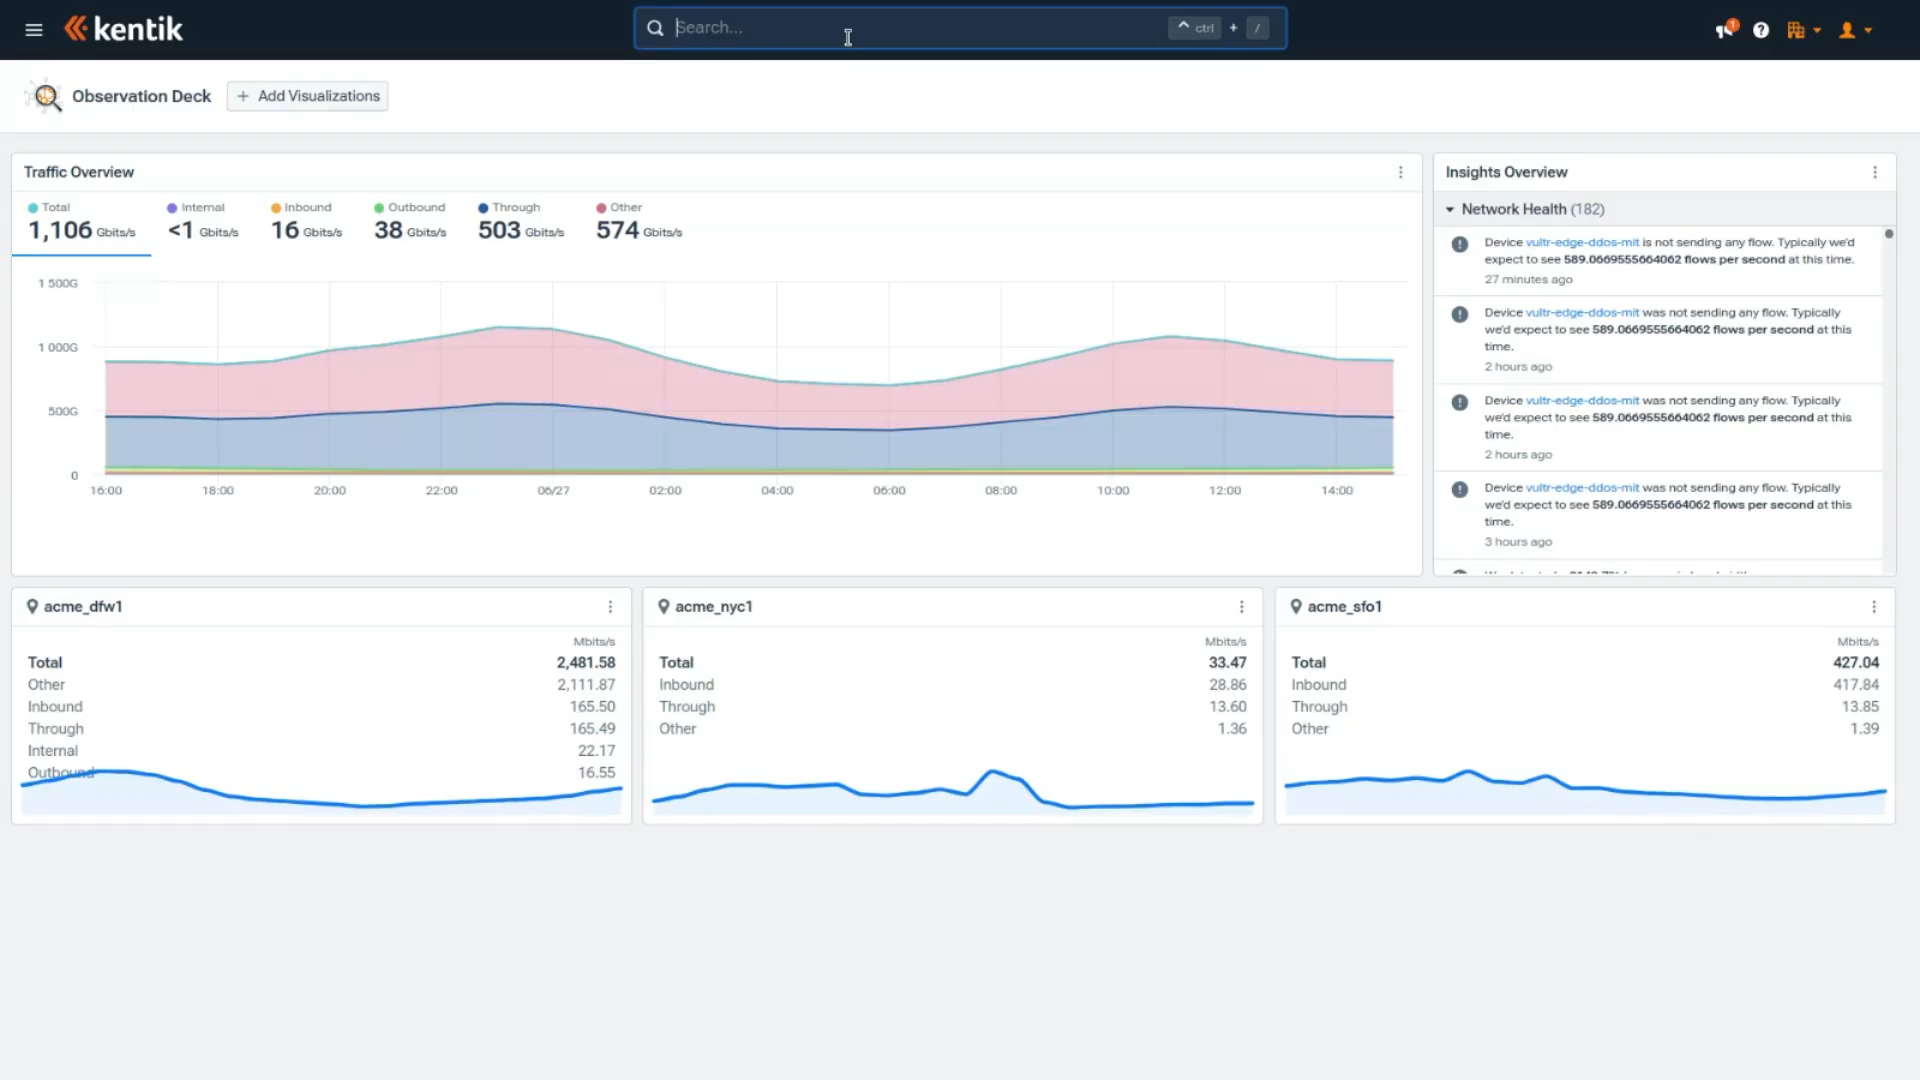 kentik
Search...
^ ctrl + /
1
Observation Deck
+ Add Visualizations
Traffic Overview
Total
1,106 Gbits/s
Internal
<1 Gbits/s
Inbound
16 Gbits/s
Outbound
38 Gbits/s
Through
503 Gbits/s
Other
574 Gbits/s
1 500G
1 000G
500G
0
16:00 18:00 20:00 22:00 06/27 02:00 04:00 06:00 08:00 10:00 12:00 14:00
Insights Overview
Network Health (182)
Device vultr-edge-ddos-mit is not sending any flow. Typically we'd
expect to see 589.0669555664062 flows per second at this time.
27 minutes ago
Device vultr-edge-ddos-mit was not sending any flow. Typically
we'd expect to see 589.0669555664062 flows per second at this
time.
2 hours ago
Device vultr-edge-ddos-mit was not sending any flow. Typically
we'd expect to see 589.0669555664062 flows per second at this
time.
2 hours ago
Device vultr-edge-ddos-mit was not sending any flow. Typically
we'd expect to see 589.0669555664062 flows per second at this
time.
3 hours ago
acme_dfw1
Mbits/s
Total 2,481.58
Other 2,111.87
Inbound 165.50
Through 165.49
Internal 22.17
Outbound 16.55
acme_nyc1
Mbits/s
Total 33.47
Inbound 28.86
Through 13.60
Other 1.36
acme_sfo1
Mbits/s
Total 427.04
Inbound 417.84
Through 13.85
Other 1.39